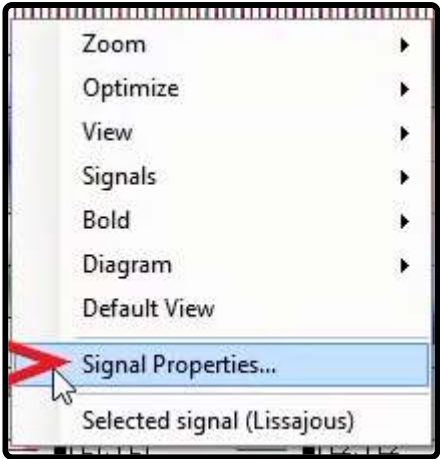 Zoom
Optimize
View
Signals
Bold
Diagram
Default View
Signal Properties...
Selected signal (Lissajous)